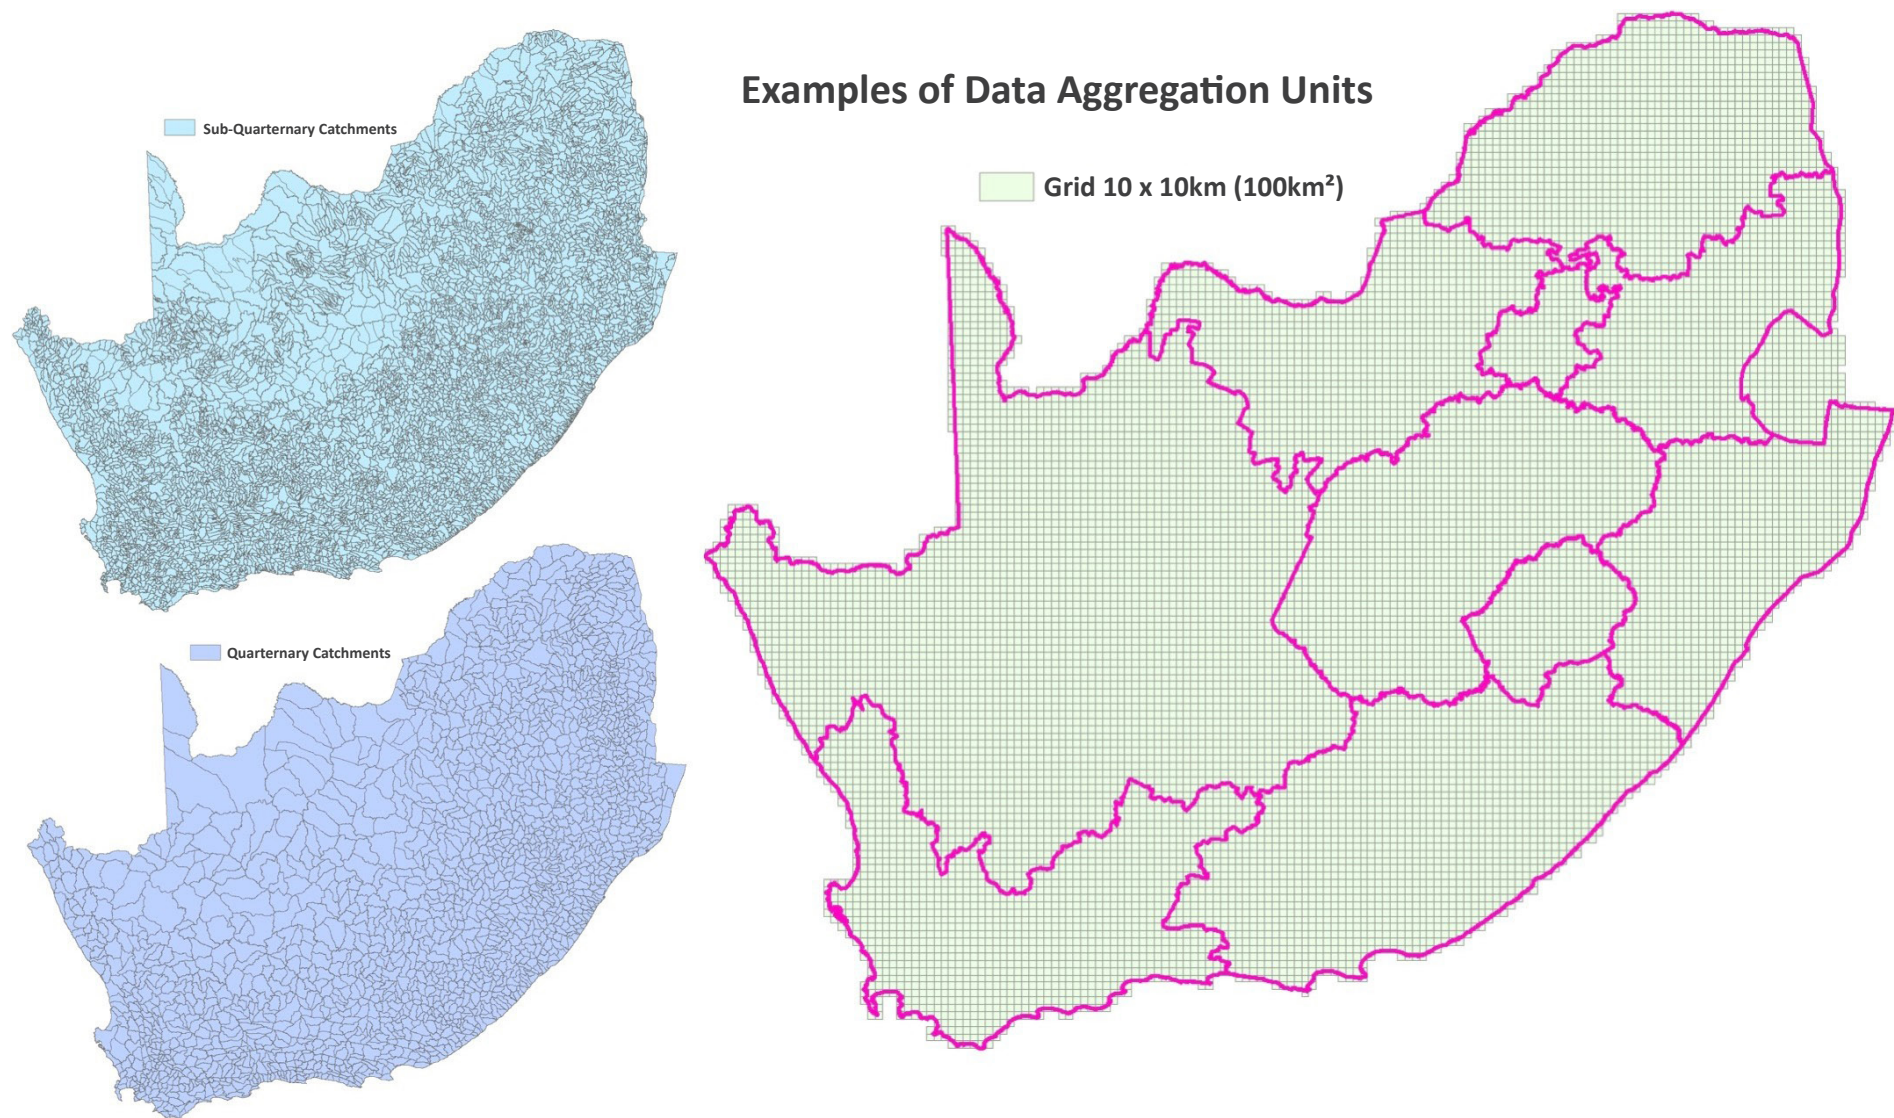 Examples of Data Aggregation Units
Sub-Quarternary Catchments
Grid 10 x 10km (100km²)
Quarternary Catchments